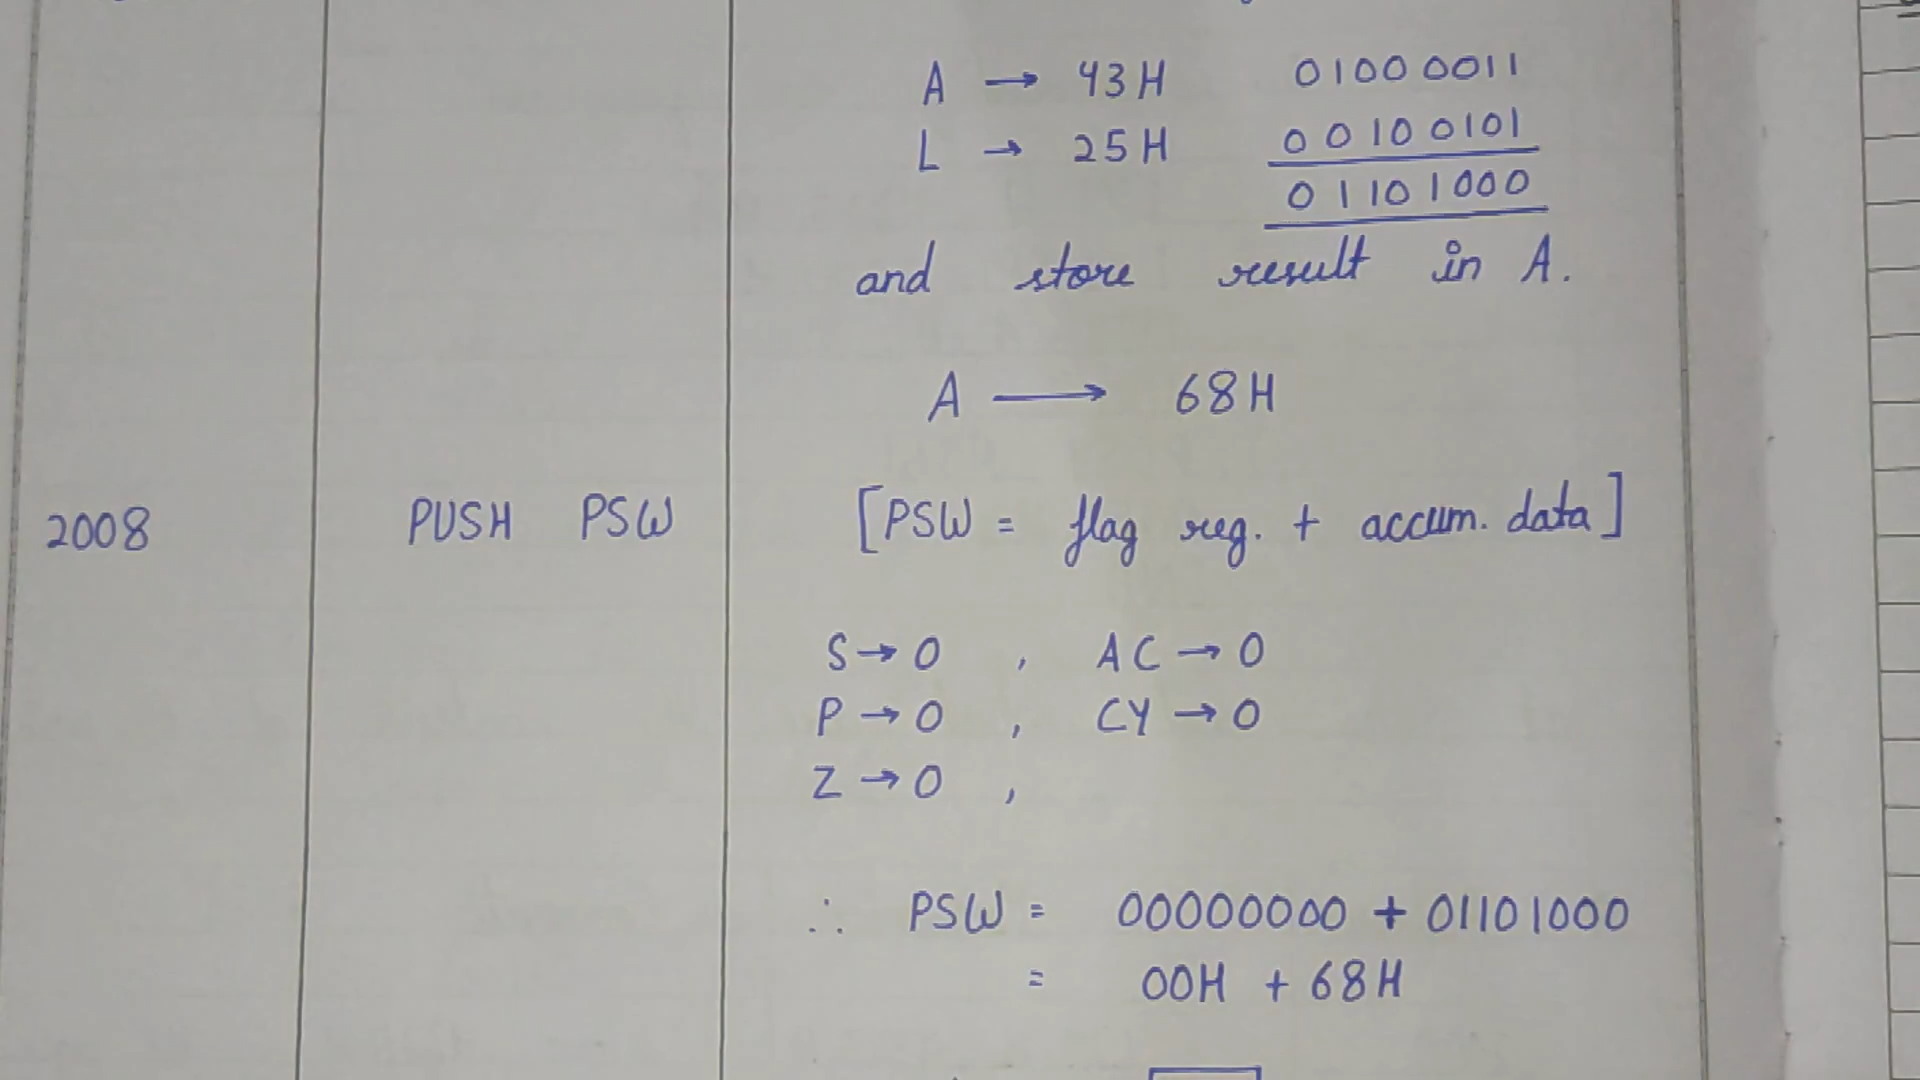 A → 43H 01000011
L → 25H 00100101
01101000
and store result in A.
A → 68H
2008 PUSH PSW [PSW = flag reg. + accum. data]
S → 0 , AC → 0
P → 0 , CY → 0
Z → 0 ,
∴ PSW = 00000000 + 01101000
= 00H + 68H